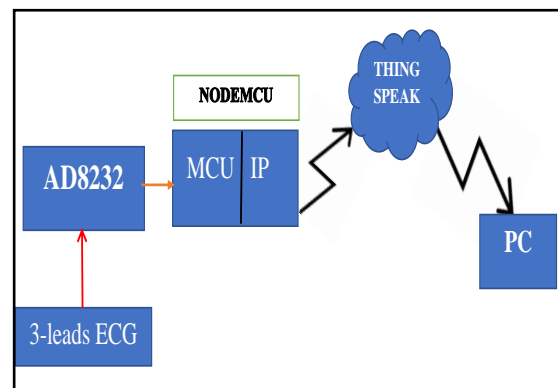 THING
SPEAK
NODEMCU
MCU IP
AD8232
PC
3-leads ECG